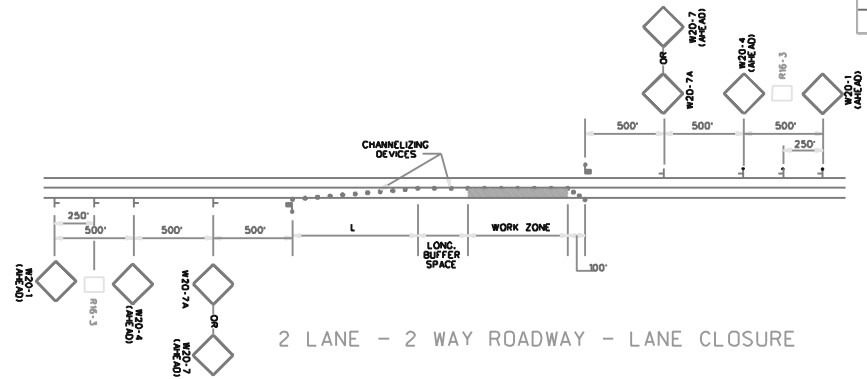 W20-7
(AHEAD)
OR
W20-7A
W20-4
(AHEAD)
R16-3
W20-1
(AHEAD)
500'
500'
500'
250'
CHANNELIZING
DEVICES
250'
500'
500'
500'
L
LONG.
BUFFER
SPACE
WORK ZONE
100'
W20-1
(AHEAD)
R16-3
W20-4
(AHEAD)
W20-7A
OR
W20-7
(AHEAD)
2 LANE - 2 WAY ROADWAY - LANE CLOSURE